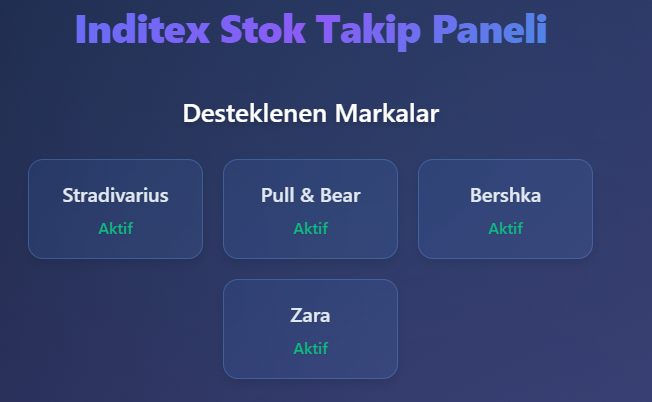 Inditex Stok Takip Paneli
Desteklenen Markalar
Stradivarius
Aktif
Pull & Bear
Aktif
Bershka
Aktif
Zara
Aktif